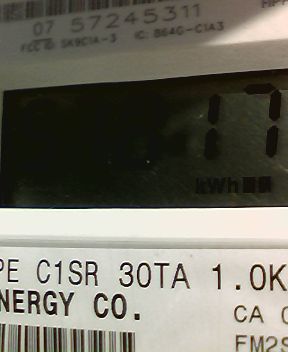 07 57245311
FCC ID: SK9C1A-3 IC: 864G-C1A3
17
kWh
PE C1SR 30TA 1.0K
NERGY CO.
CA
FM2S